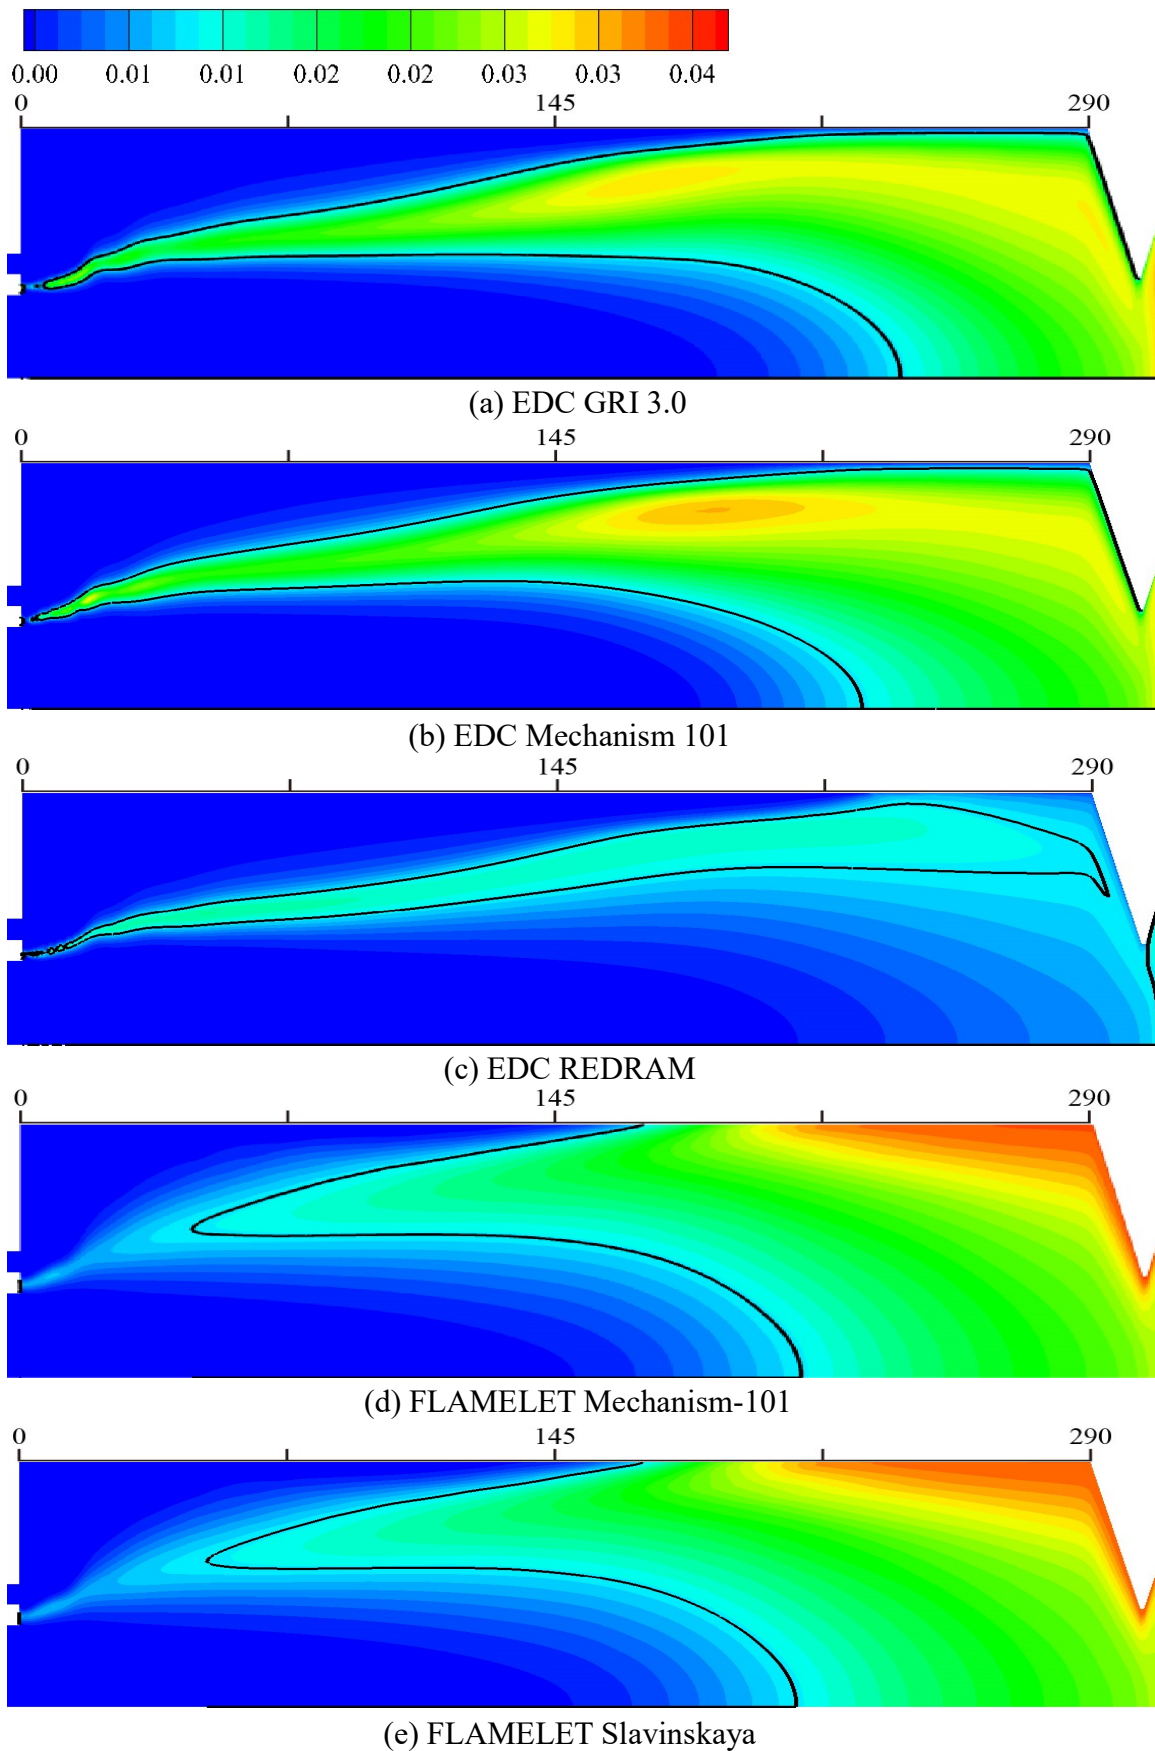 0.00 0.01 0.01 0.02 0.02 0.03 0.03 0.04
0 145 290
(a) EDC GRI 3.0
0 145 290
(b) EDC Mechanism 101
0 145 290
(c) EDC REDRAM
0 145 290
(d) FLAMELET Mechanism-101
0 145 290
(e) FLAMELET Slavinskaya